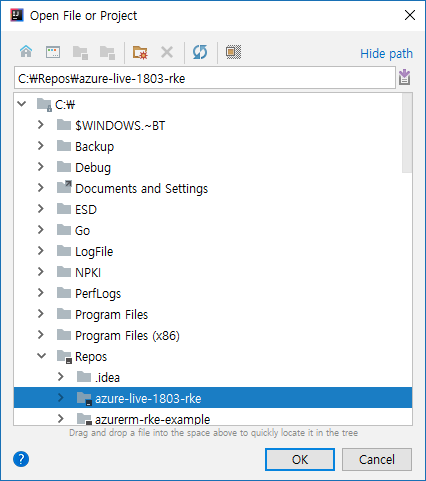 Open File or Project
Hide path
C:₩Repos₩azure-live-1803-rke
C:₩
$WINDOWS.~BT
Backup
Debug
Documents and Settings
ESD
Go
LogFile
NPKI
PerfLogs
Program Files
Program Files (x86)
Repos
.idea
azure-live-1803-rke
azurerm-rke-example
Drag and drop a file into the space above to quickly locate it in the tree
?
OK
Cancel